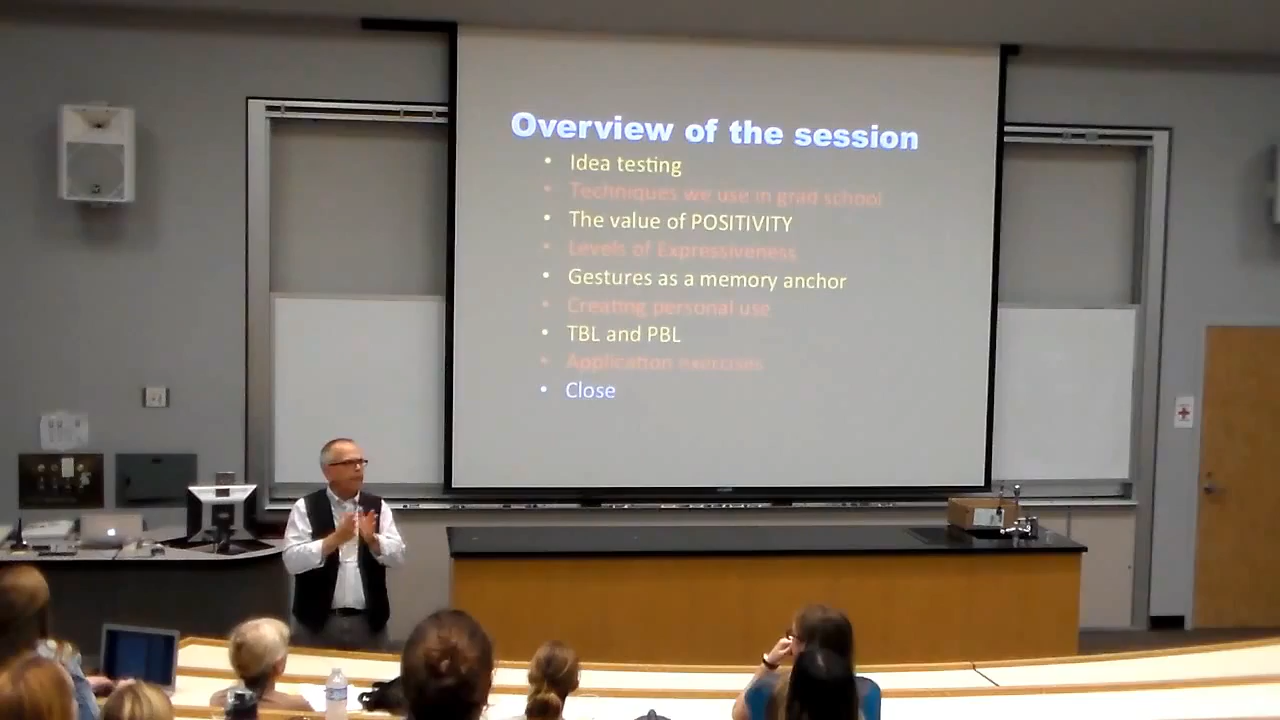 Overview of the session
• Idea testing
• Techniques we use in grad school
• The value of POSITIVITY
• Levels of Expressiveness
• Gestures as a memory anchor
• Creating personal use
• TBL and PBL
• Application exercises
• Close